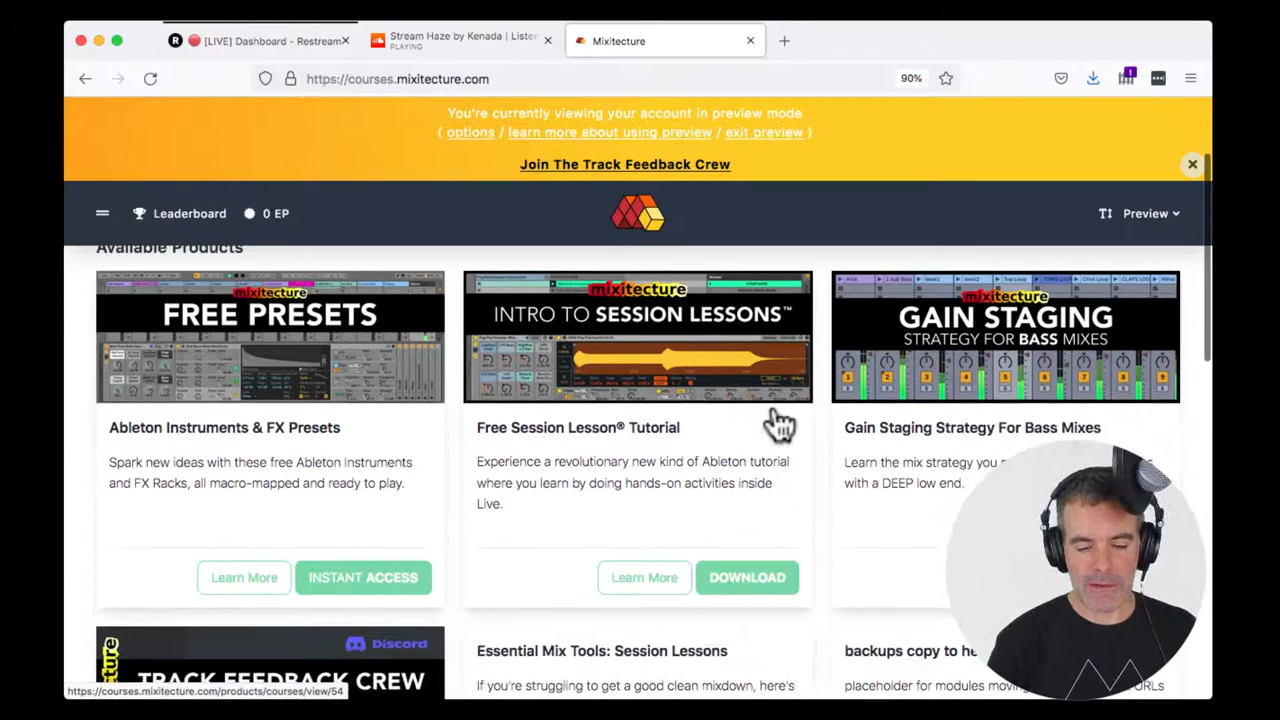 [LIVE] Dashboard - Restream
Stream Haze by Kenada | Listen
PLAYING
Mixitecture
https://courses.mixitecture.com
90%
You're currently viewing your account in preview mode
( options / learn more about using preview / exit preview )
Join The Track Feedback Crew
Leaderboard
0 EP
Preview
Available Products
mixitecture
FREE PRESETS
mixitecture
INTRO TO SESSION LESSONS™
mixitecture
GAIN STAGING
STRATEGY FOR BASS MIXES
Ableton Instruments & FX Presets
Spark new ideas with these free Ableton Instruments
and FX Racks, all macro-mapped and ready to play.
Learn More
INSTANT ACCESS
Free Session Lesson® Tutorial
Experience a revolutionary new kind of Ableton tutorial
where you learn by doing hands-on activities inside
Live.
Learn More
DOWNLOAD
Gain Staging Strategy For Bass Mixes
Learn the mix strategy you
with a DEEP low end.
Discord
TRACK FEEDBACK CREW
Essential Mix Tools: Session Lessons
If you're struggling to get a good clean mixdown, here's
backups copy to he
placeholder for modules moving
URLs
https://courses.mixitecture.com/products/courses/view/54